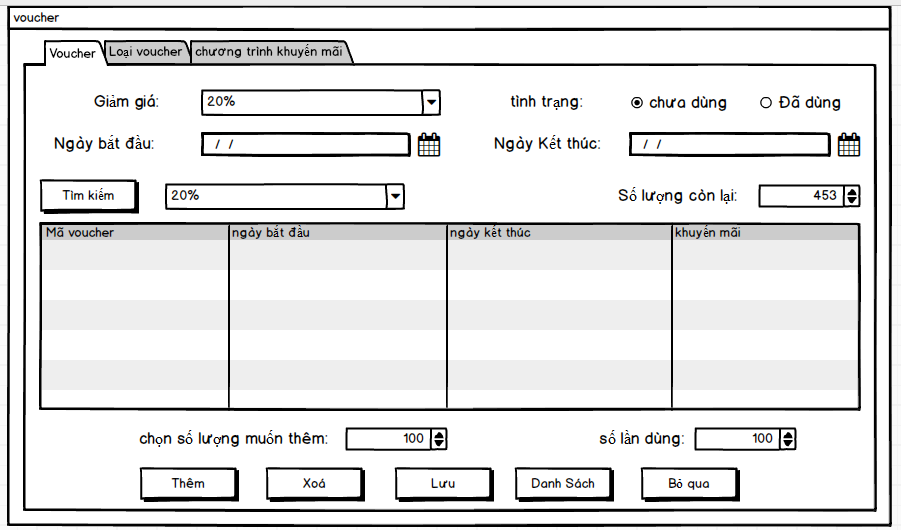 voucher
Voucher Loại voucher chương trình khuyến mãi
Giảm giá: 20% tình trạng: chưa dùng Đã dùng
Ngày bắt đầu: / / Ngày Kết thúc: / /
Tìm kiếm 20% Số lượng còn lại: 453
Mã voucher ngày bắt đầu ngày kết thúc khuyến mãi
chọn số lượng muốn thêm: 100 số lần dùng: 100
Thêm Xoá Lưu Danh Sách Bỏ qua